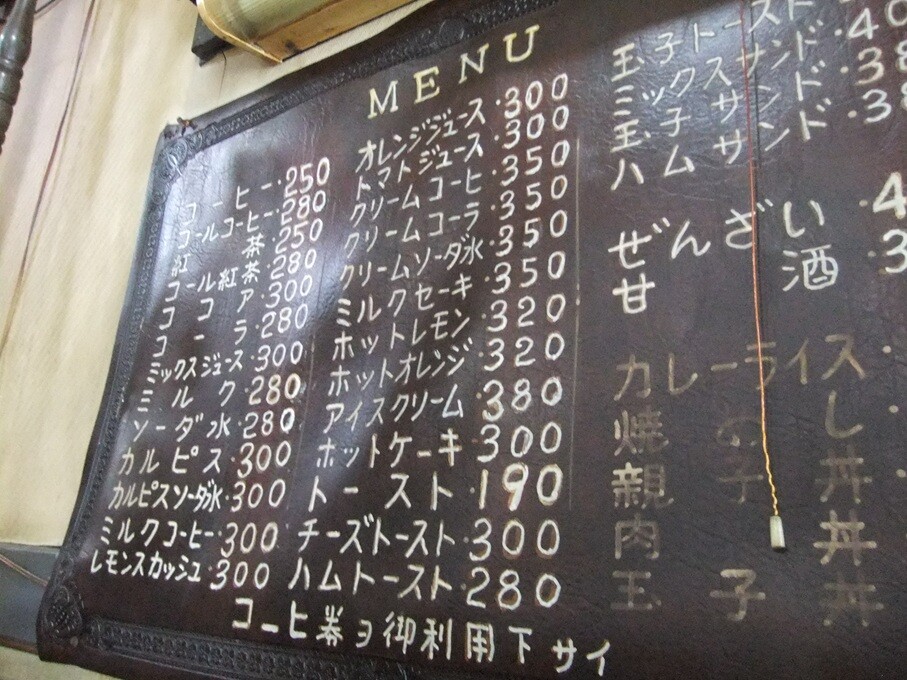 MENU
コーヒ・250
コールコーヒ・280
紅茶・250
コール紅茶・280
ココア・300
コーラ・280
ミックスジュース・300
ミルク・280
ソーダ水・280
カルピス・300
カルピスソーダ水・300
ミルクコーヒ・300
レモンスカッシュ・300
オレンジジュース・300
トマトジュース・300
クリームコーヒ・350
クリームコーラ・350
クリームソーダ氷・350
ミルクセーキ・350
ホットレモン・320
ホットオレンジ・320
アイスクリーム・380
ホットケーキ・300
トースト・190
チーズトースト・300
ハムトースト・280
玉子トースト
ミックスサンド・40
玉子サンド・38
ハムサンド・38
ぜんざい・4
甘酒・3
カレーライス・
焼めし・
親子丼・
肉丼
玉子丼
コーヒ券ヲ御利用下サイ